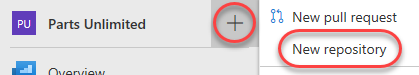 PU Parts Unlimited +
New pull request
New repository
Overview